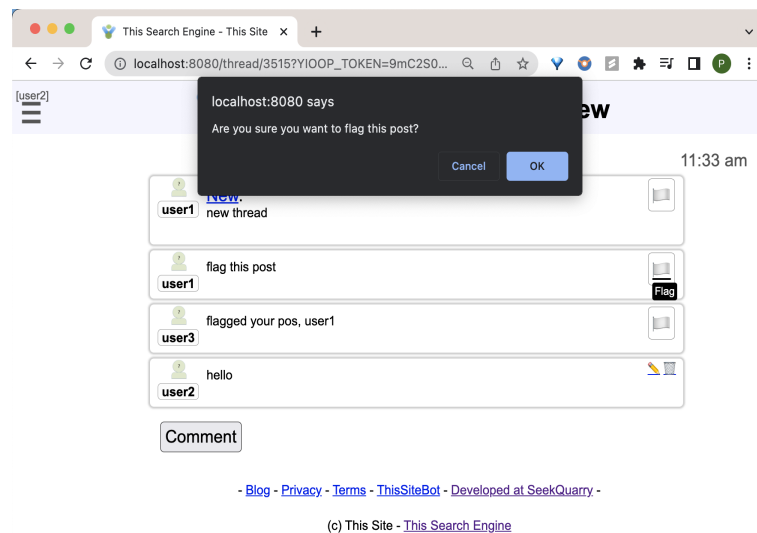 This Search Engine - This Site
localhost:8080/thread/3515?YIOOP_TOKEN=9mC2S0...
P
[user2]
localhost:8080 says
Are you sure you want to flag this post?
Cancel
OK
ew
11:33 am
New.
user1
new thread
flag this post
user1
Flag
flagged your pos, user1
user3
hello
user2
Comment
- Blog - Privacy - Terms - ThisSiteBot - Developed at SeekQuarry -
(c) This Site - This Search Engine